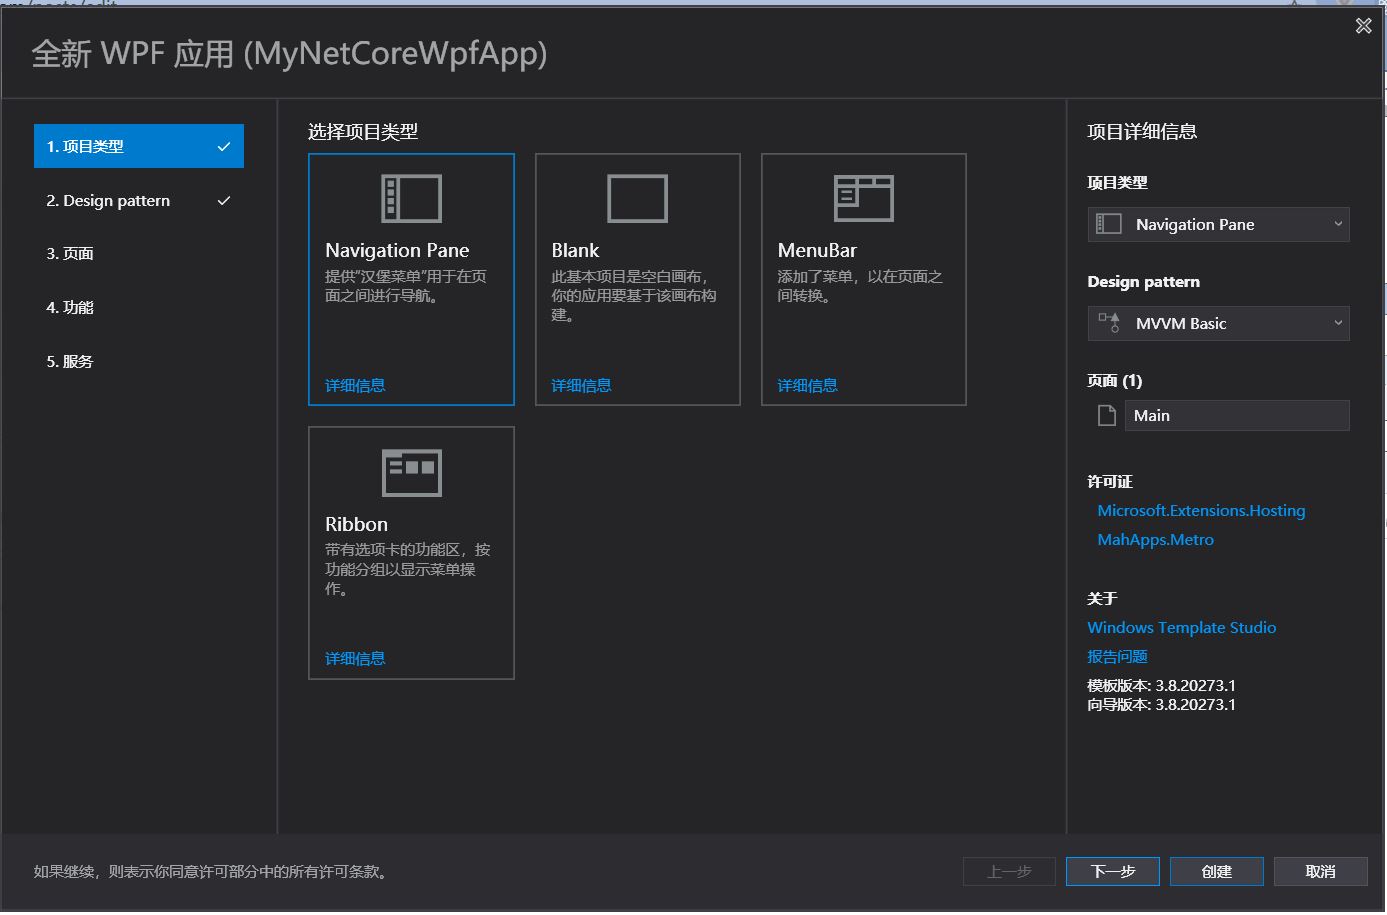 全新 WPF 应用 (MyNetCoreWpfApp)
1. 项目类型
2. Design pattern
3. 页面
4. 功能
5. 服务
选择项目类型
Navigation Pane
提供"汉堡菜单"用于在页
面之间进行导航。
详细信息
Blank
此基本项目是空白画布，
你的应用要基于该画布构
建。
详细信息
MenuBar
添加了菜单，以在页面之
间转换。
详细信息
Ribbon
带有选项卡的功能区，按
功能分组以显示菜单操
作。
详细信息
项目详细信息
项目类型
Navigation Pane
Design pattern
MVVM Basic
页面 (1)
Main
许可证
Microsoft.Extensions.Hosting
MahApps.Metro
关于
Windows Template Studio
报告问题
模板版本: 3.8.20273.1
向导版本: 3.8.20273.1
如果继续，则表示你同意许可部分中的所有许可条款。
上一步
下一步
创建
取消